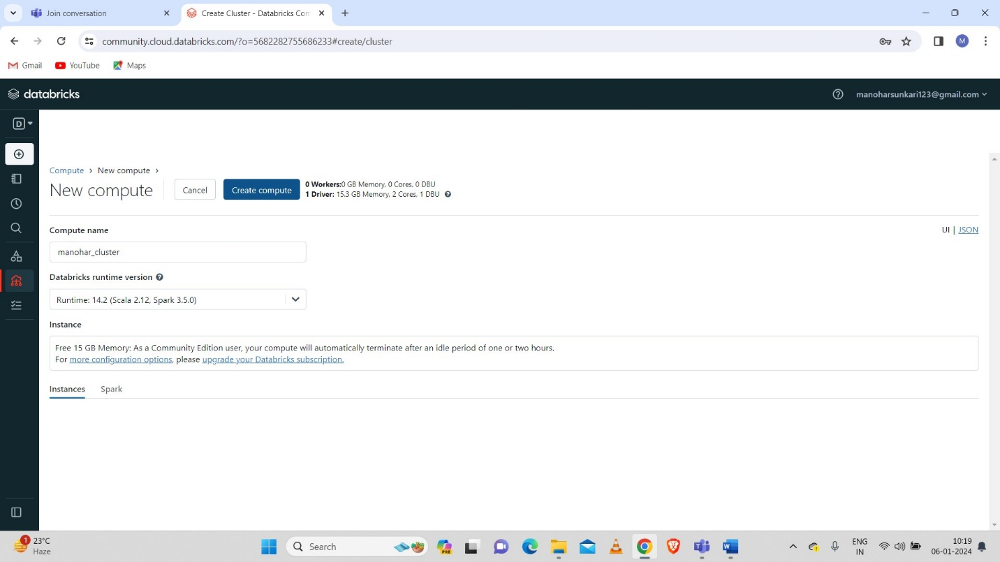 Join conversation
Create Cluster - Databricks Com
community.cloud.databricks.com/?o=5682282755686233#create/cluster
M
Gmail
YouTube
Maps
databricks
manoharsunkari123@gmail.com
D
Compute › New compute ›
New compute
Cancel
Create compute
0 Workers:0 GB Memory, 0 Cores, 0 DBU
1 Driver: 15.3 GB Memory, 2 Cores, 1 DBU ?
Compute name
UI | JSON
manohar_cluster
Databricks runtime version ?
Runtime: 14.2 (Scala 2.12, Spark 3.5.0)
Instance
Free 15 GB Memory: As a Community Edition user, your compute will automatically terminate after an idle period of one or two hours.
For more configuration options, please upgrade your Databricks subscription.
Instances
Spark
1
23°C
Haze
Search
PRE
W
ENG
IN
10:19
06-01-2024